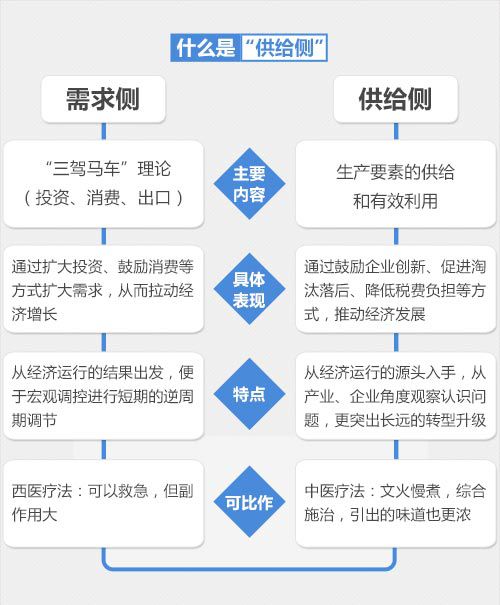 什么是“供给侧”
需求侧
供给侧
“三驾马车”理论
（投资、消费、出口）
主要
内容
生产要素的供给
和有效利用
通过扩大投资、鼓励消费等
方式扩大需求，从而拉动经
济增长
具体
表现
通过鼓励企业创新、促进淘
汰落后、降低税费负担等方
式，推动经济发展
从经济运行的结果出发，便
于宏观调控进行短期的逆周
期调节
特点
从经济运行的源头入手，从
产业、企业角度观察认识问
题，更突出长远的转型升级
西医疗法：可以救急，但副
作用大
可比作
中医疗法：文火慢煮，综合
施治，引出的味道也更浓